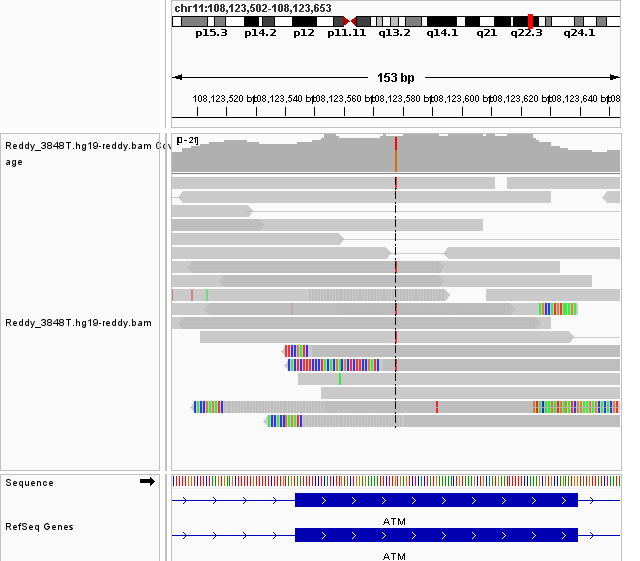 chr11:108,123,502-108,123,653
p15.3 p14.2 p12 p11.11 q13.2 q14.1 q21 q22.3 q24.1
153 bp
108,123,520 bp 108,123,540 bp 108,123,560 bp 108,123,580 bp 108,123,600 bp 108,123,620 bp 108,123,640 bp 108
Reddy_3848T.hg19-reddy.bam Cov
age
[0-21]
Reddy_3848T.hg19-reddy.bam
Sequence
RefSeq Genes
ATM
ATM